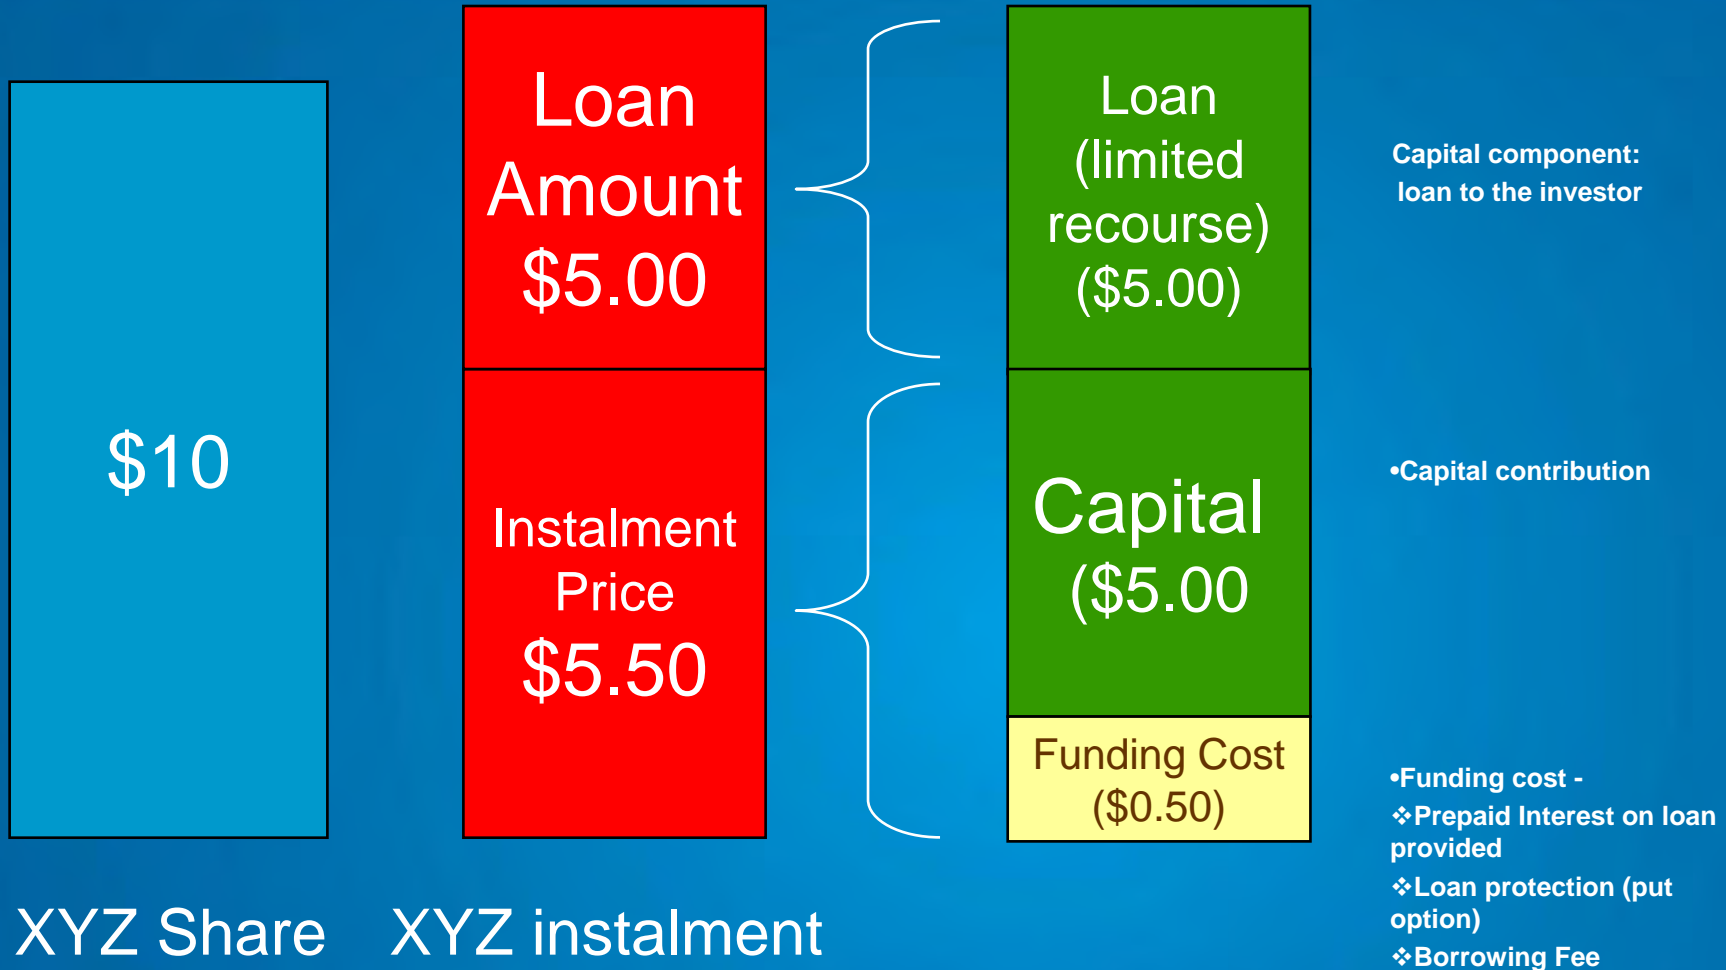 $10
XYZ Share
Loan
Amount
$5.00
Instalment
Price
$5.50
XYZ instalment
Loan
(limited
recourse)
($5.00)
Capital
($5.00
Funding Cost
($0.50)
Capital component:
loan to the investor
•Capital contribution
•Funding cost -
❖Prepaid Interest on loan
provided
❖Loan protection (put
option)
❖Borrowing Fee